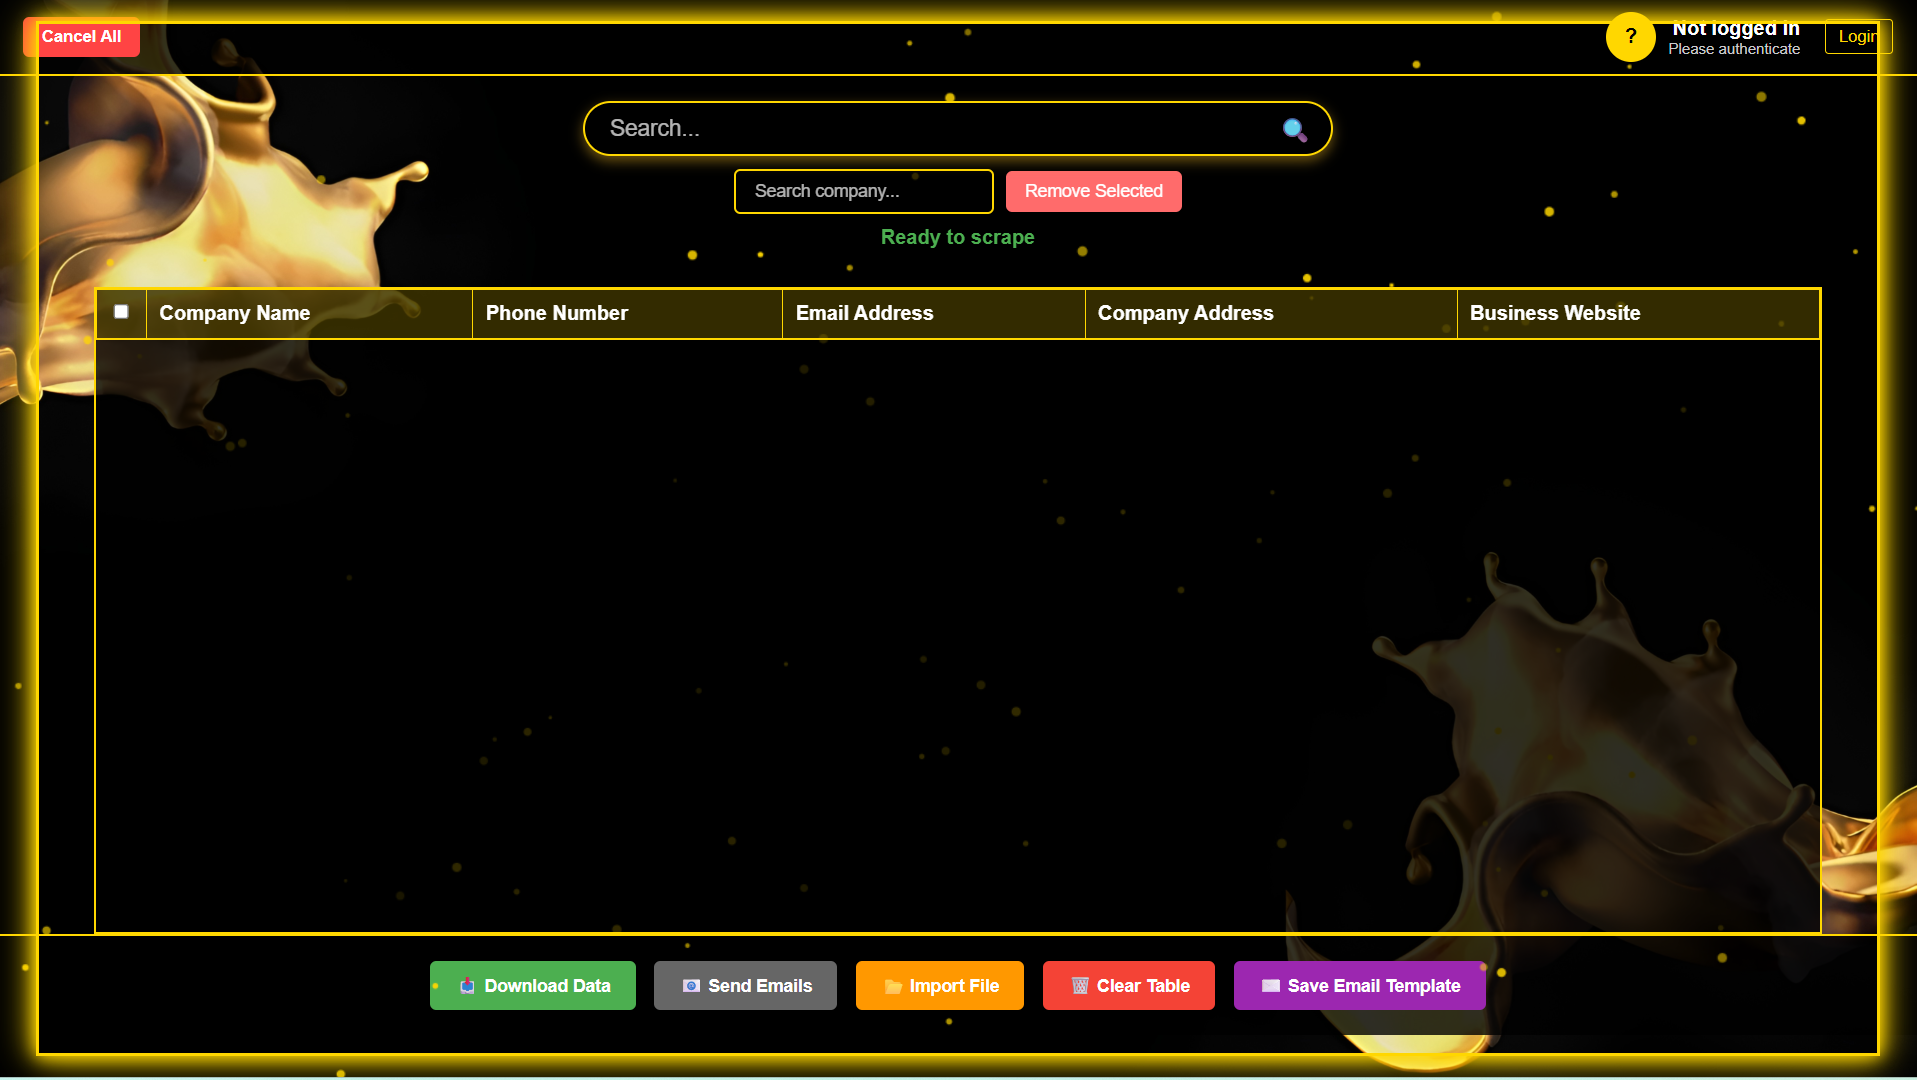 Cancel All
?
Not logged in
Please authenticate
Login
Search...
Search company...
Remove Selected
Ready to scrape
Company Name
Phone Number
Email Address
Company Address
Business Website
Download Data
Send Emails
Import File
Clear Table
Save Email Template